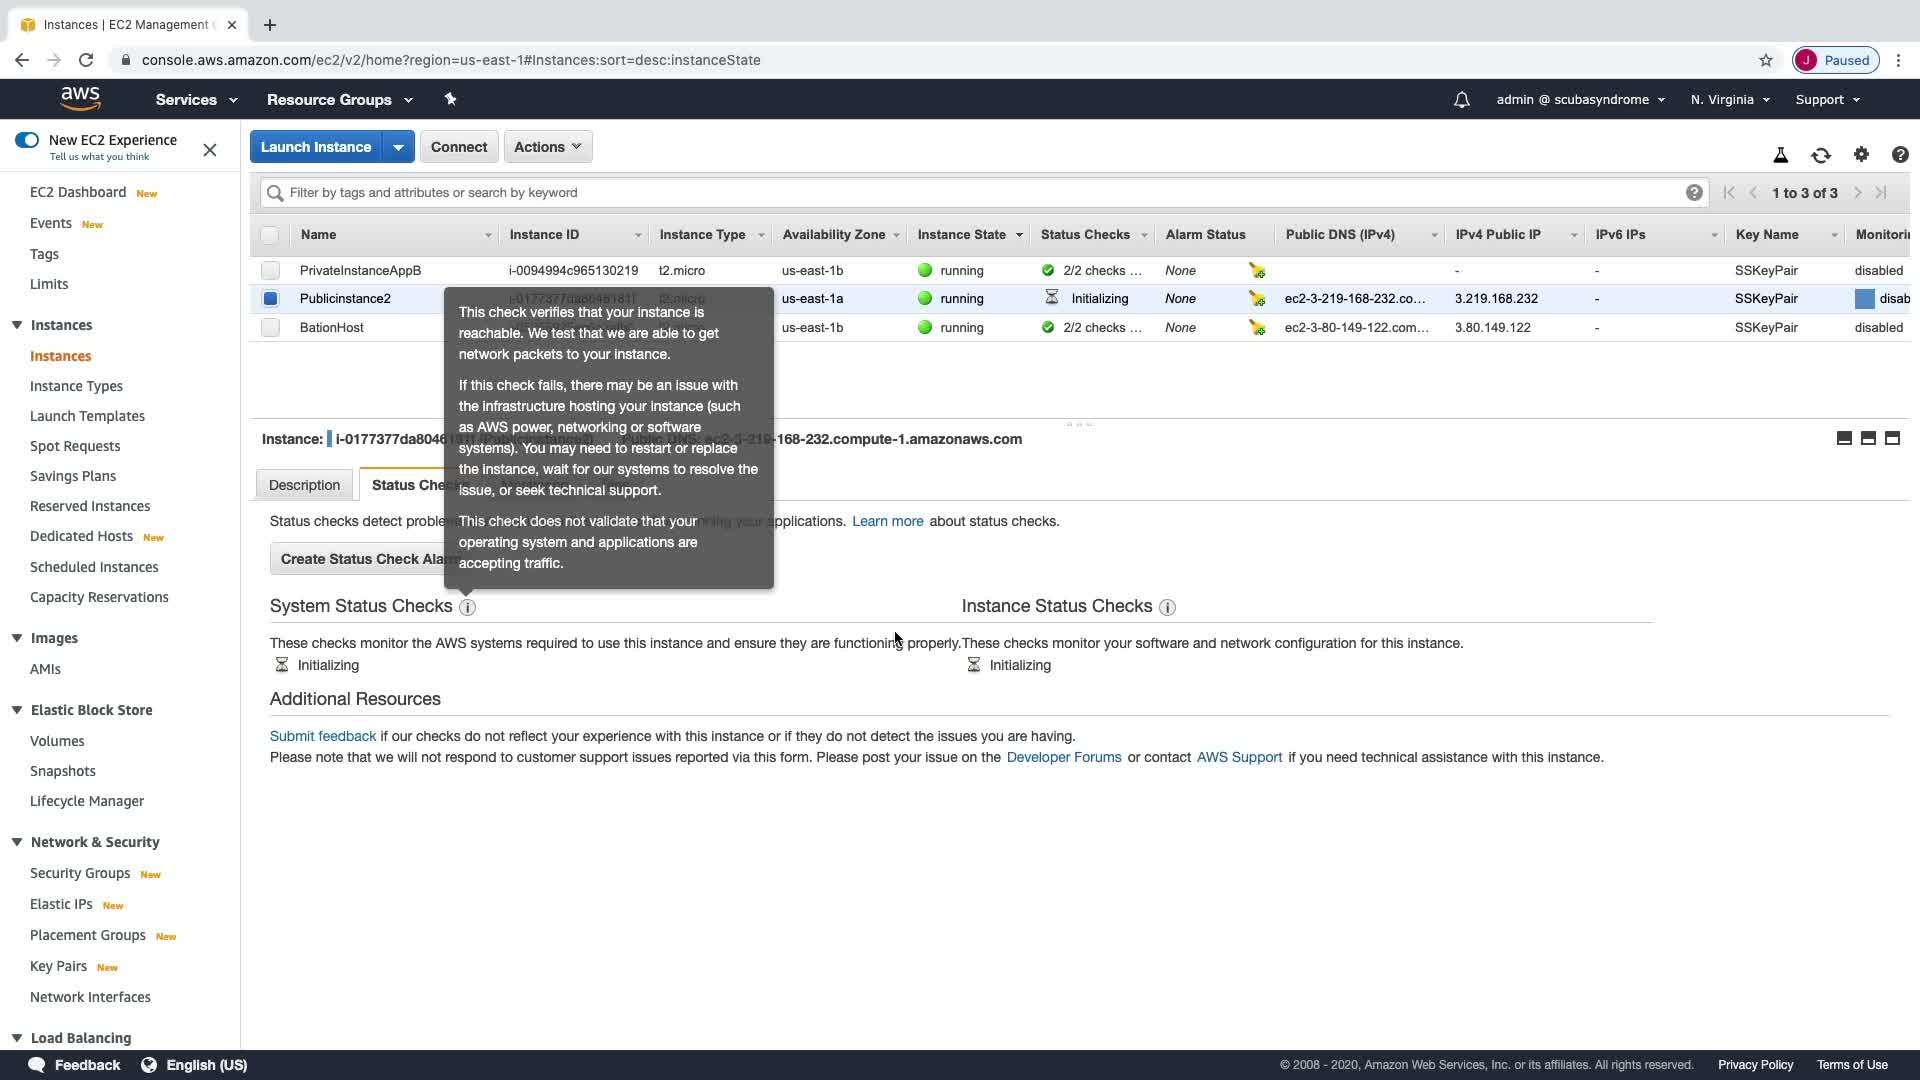 Instances | EC2 Management
console.aws.amazon.com/ec2/v2/home?region=us-east-1#Instances:sort=desc:instanceState
J Paused
aws Services Resource Groups admin @ scubasyndrome N. Virginia Support
New EC2 Experience
Tell us what you think
EC2 Dashboard New
Events New
Tags
Limits
Instances
Instances
Instance Types
Launch Templates
Spot Requests
Savings Plans
Reserved Instances
Dedicated Hosts New
Scheduled Instances
Capacity Reservations
Images
AMIs
Elastic Block Store
Volumes
Snapshots
Lifecycle Manager
Network & Security
Security Groups New
Elastic IPs New
Placement Groups New
Key Pairs New
Network Interfaces
Load Balancing
Launch Instance Connect Actions
Filter by tags and attributes or search by keyword 1 to 3 of 3
Name Instance ID Instance Type Availability Zone Instance State Status Checks Alarm Status Public DNS (IPv4) IPv4 Public IP IPv6 IPs Key Name Monitorin
PrivateInstanceAppB i-0094994c965130219 t2.micro us-east-1b running 2/2 checks ... None - - SSKeyPair disabled
Publicinstance2 t2.micro us-east-1a running Initializing None ec2-3-219-168-232.co... 3.219.168.232 - SSKeyPair disab
BationHost us-east-1b running 2/2 checks ... None ec2-3-80-149-122.com... 3.80.149.122 - SSKeyPair disabled
This check verifies that your instance is
reachable. We test that we are able to get
network packets to your instance.
If this check fails, there may be an issue with
the infrastructure hosting your instance (such
as AWS power, networking or software
systems). You may need to restart or replace
the instance, wait for our systems to resolve the
issue, or seek technical support.
This check does not validate that your
operating system and applications are
accepting traffic.
Instance: i-0177377da8046181f (Publicinstance2) Public DNS: ec2-3-219-168-232.compute-1.amazonaws.com
Description Status Checks
Status checks detect problems your applications. Learn more about status checks.
Create Status Check Alarm
System Status Checks
These checks monitor the AWS systems required to use this instance and ensure they are functioning properly.
Initializing
Instance Status Checks
These checks monitor your software and network configuration for this instance.
Initializing
Additional Resources
Submit feedback if our checks do not reflect your experience with this instance or if they do not detect the issues you are having.
Please note that we will not respond to customer support issues reported via this form. Please post your issue on the Developer Forums or contact AWS Support if you need technical assistance with this instance.
Feedback English (US) © 2008 - 2020, Amazon Web Services, Inc. or its affiliates. All rights reserved. Privacy Policy Terms of Use